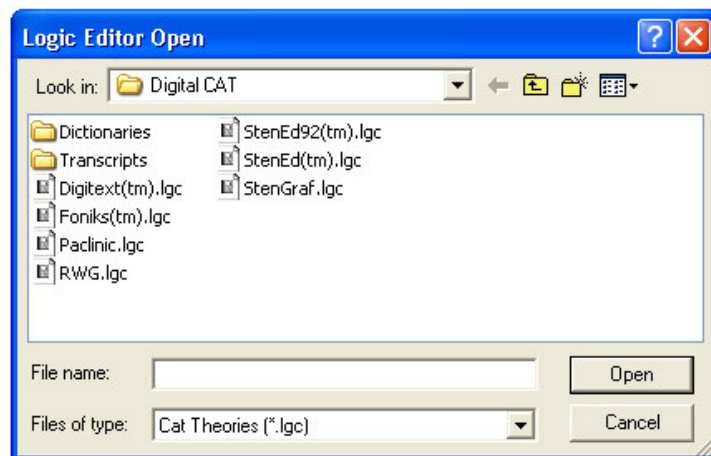 Logic Editor Open
Look in: Digital CAT
Dictionaries
Transcripts
Digitext(tm).lgc
Foniks(tm).lgc
Paclinic.lgc
RWG.lgc
StenEd92(tm).lgc
StenEd(tm).lgc
StenGraf.lgc
File name:
Open
Files of type: Cat Theories (*.lgc)
Cancel